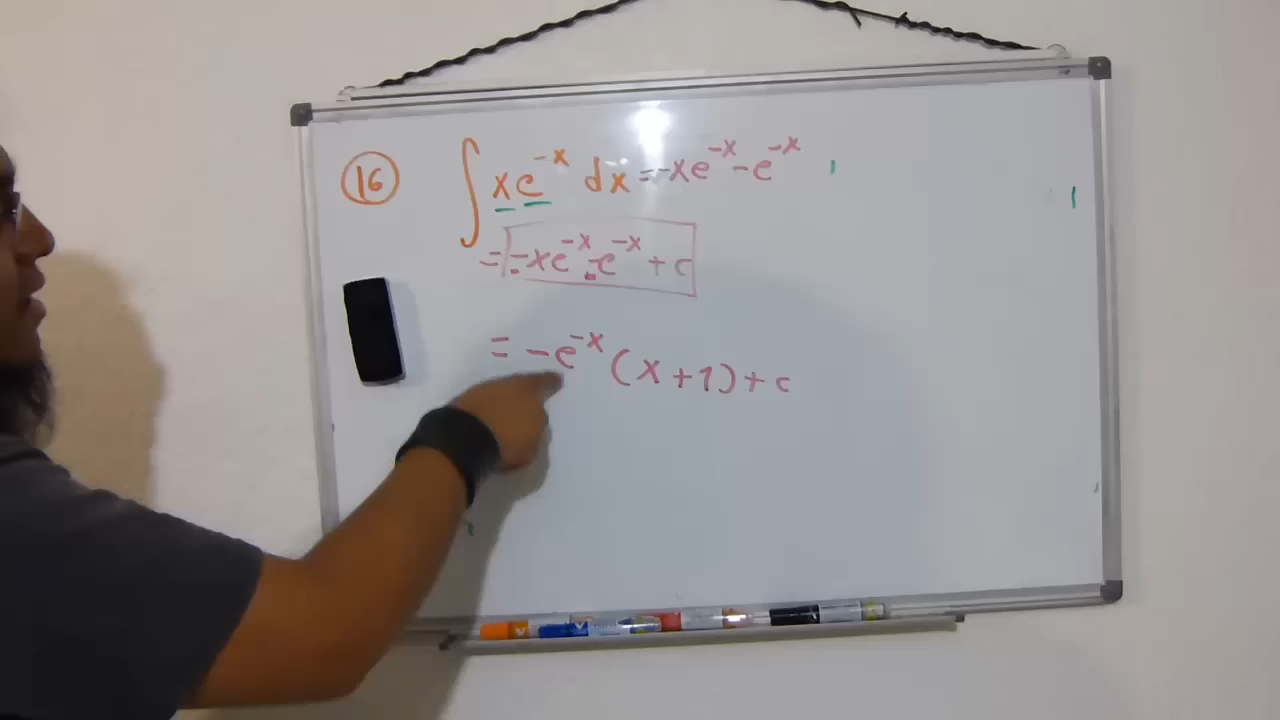 16 ∫ xe^-x dx = -xe^-x - e^-x
= -xe^-x - e^-x + c
= -e^-x (x+1) + c